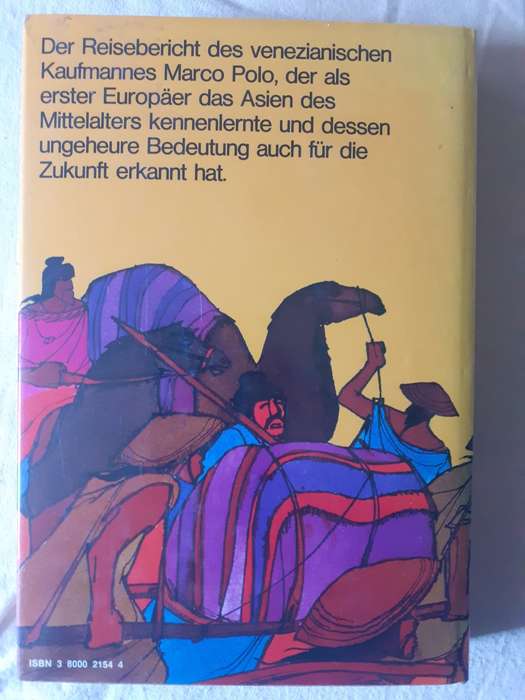 Der Reisebericht des venezianischen
Kaufmannes Marco Polo, der als
erster Europäer das Asien des
Mittelalters kennenlernte und dessen
ungeheure Bedeutung auch für die
Zukunft erkannt hat.
ISBN 3 8000 2154 4